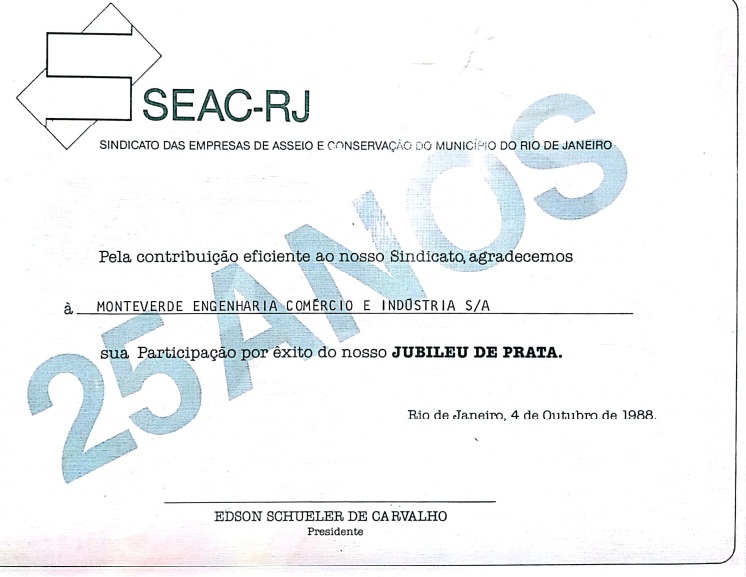 SEAC-RJ
SINDICATO DAS EMPRESAS DE ASSEIO E CONSERVAÇÃO DO MUNICÍPIO DO RIO DE JANEIRO
25 ANOS
Pela contribuição eficiente ao nosso Sindicato, agradecemos
à MONTEVERDE ENGENHARIA COMÉRCIO E INDÚSTRIA S/A
sua Participação por êxito do nosso JUBILEU DE PRATA.
Rio de Janeiro, 4 de Outubro de 1988.
EDSON SCHUELER DE CARVALHO
Presidente